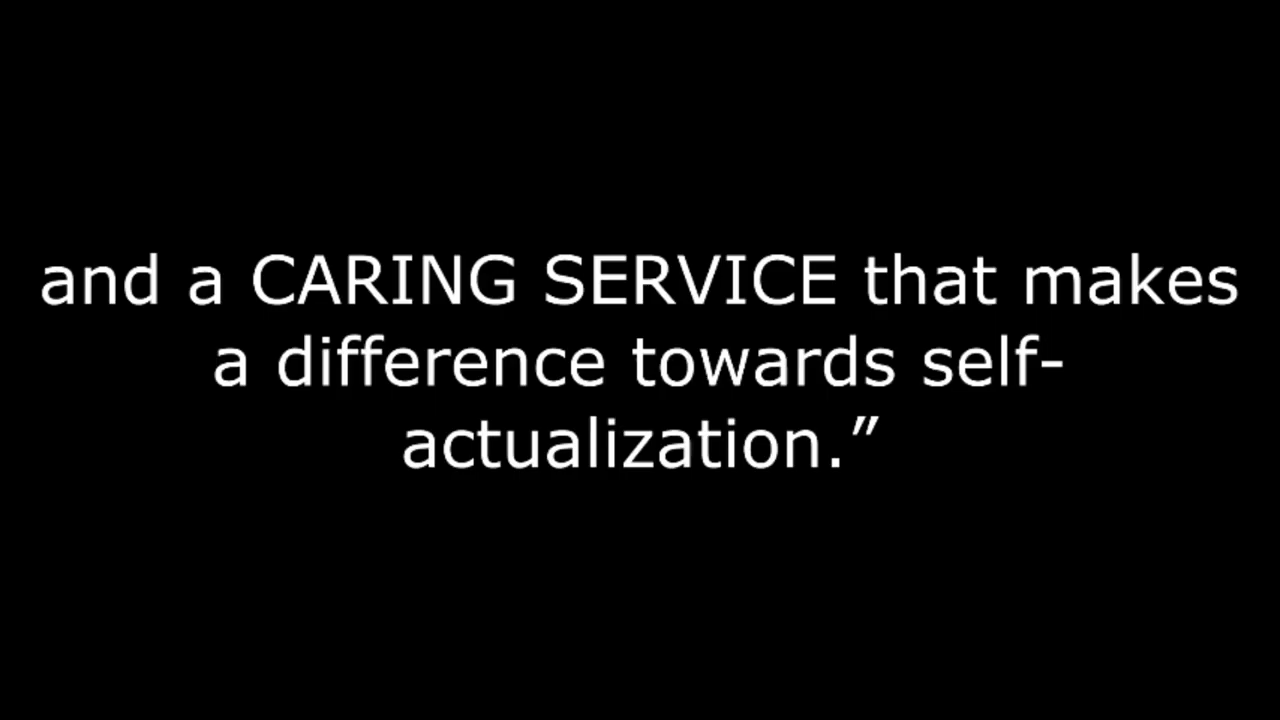 and a CARING SERVICE that makes
a difference towards self-
actualization.”